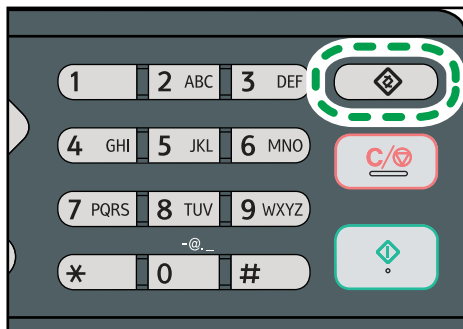 1 2 ABC 3 DEF
4 GHI 5 JKL 6 MNO
C/
7 PQRS 8 TUV 9 WXYZ
-@._
* 0 #